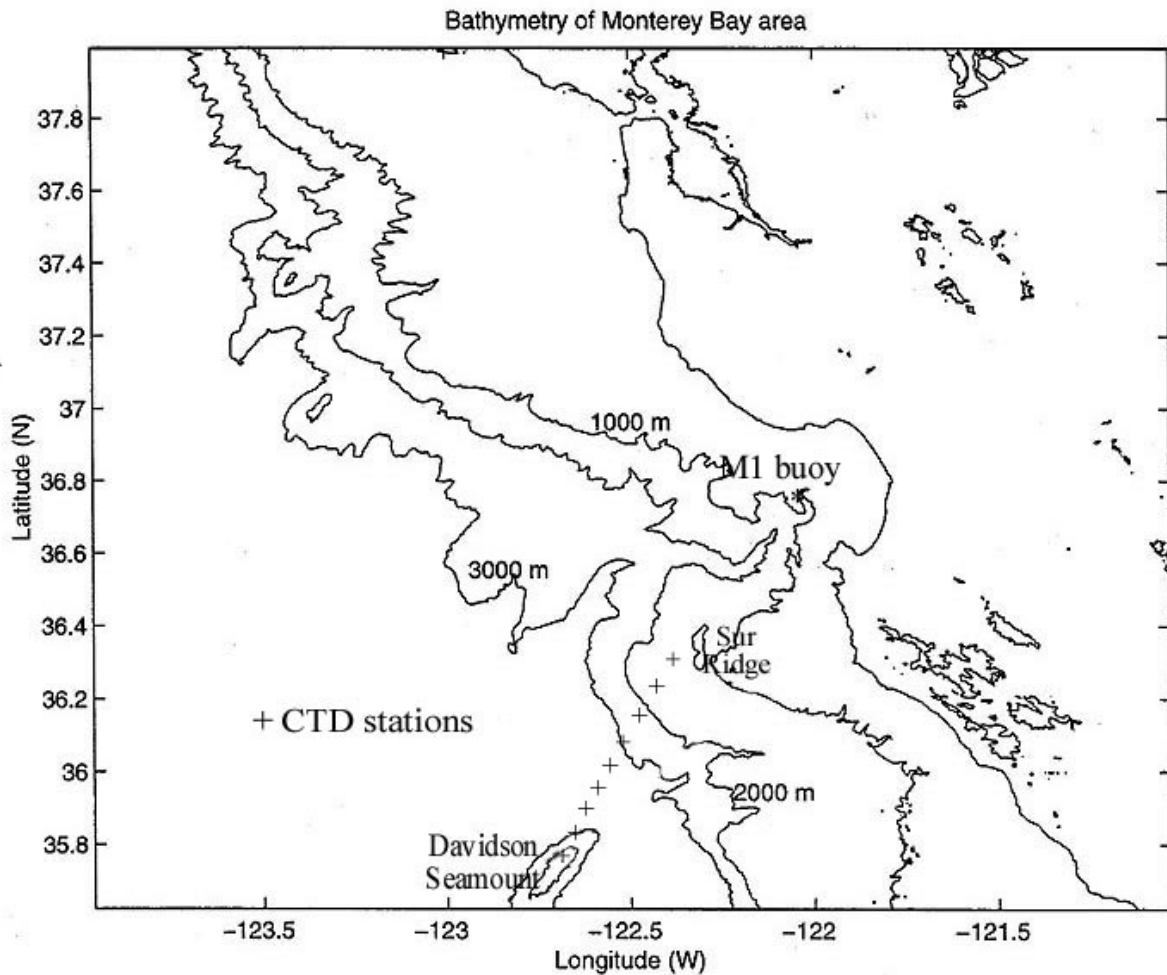 Bathymetry of Monterey Bay area
37.8
37.6
37.4
37.2
37
36.8
36.6
36.4
36.2
36
35.8
Latitude (N)
1000 m
M1 buoy
3000 m
Sur
Ridge
+ CTD stations
2000 m
Davidson
Seamount
-123.5
-123
-122.5
-122
-121.5
Longitude (W)